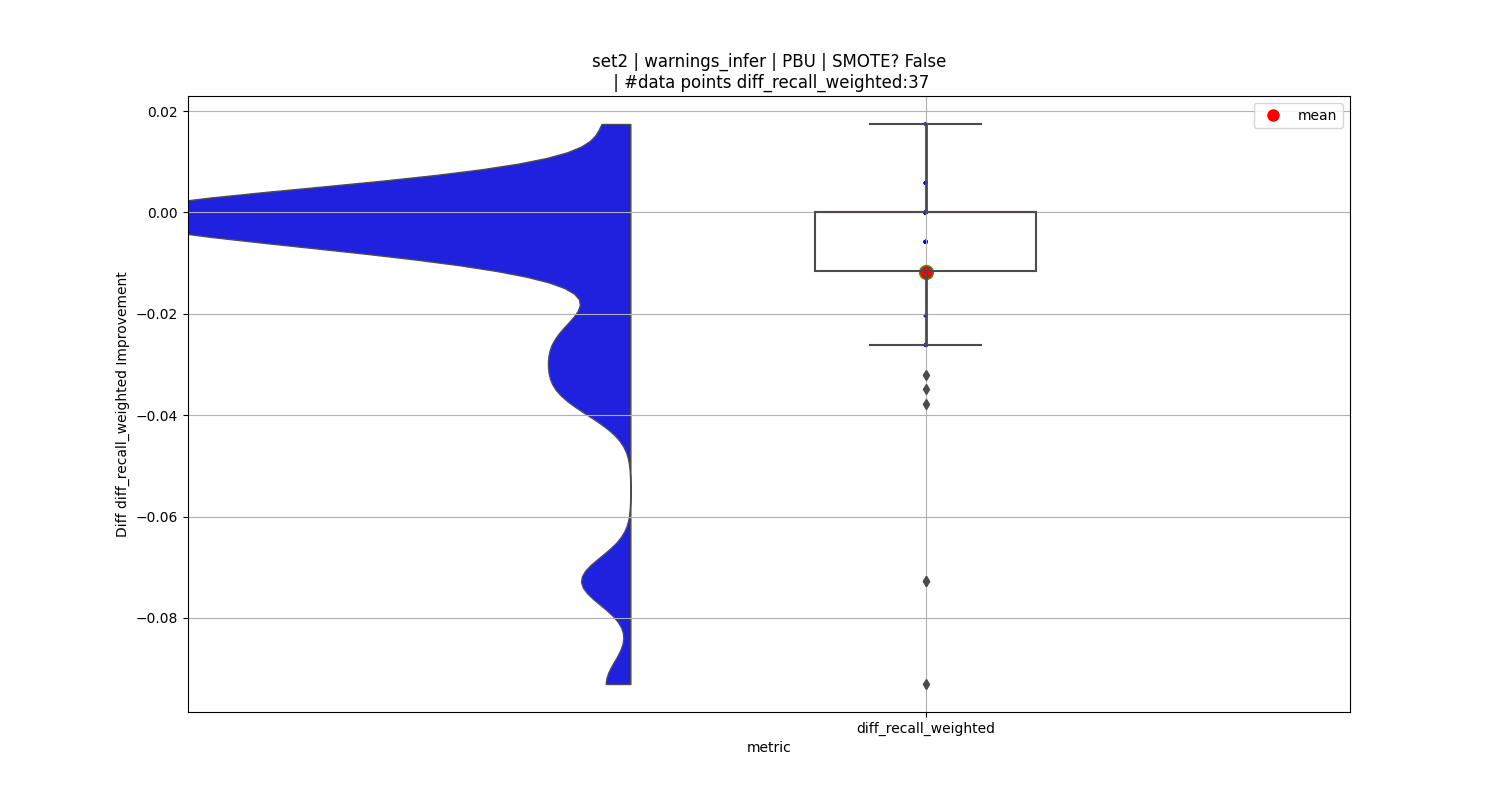 set2 | warnings_infer | PBU | SMOTE? False
| #data points diff_recall_weighted:37
mean
0.02
0.00
−0.02
−0.04
−0.06
−0.08
Diff diff_recall_weighted Improvement
diff_recall_weighted
metric